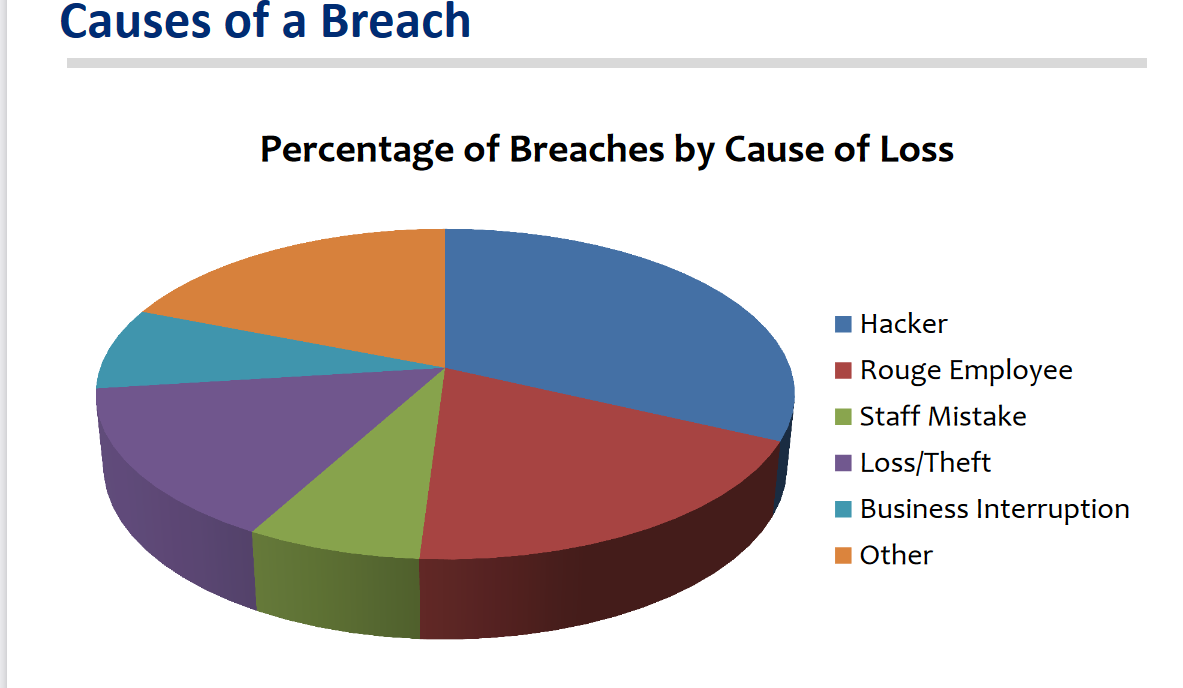 Causes of a Breach
Percentage of Breaches by Cause of Loss
Hacker
Rouge Employee
Staff Mistake
Loss/Theft
Business Interruption
Other